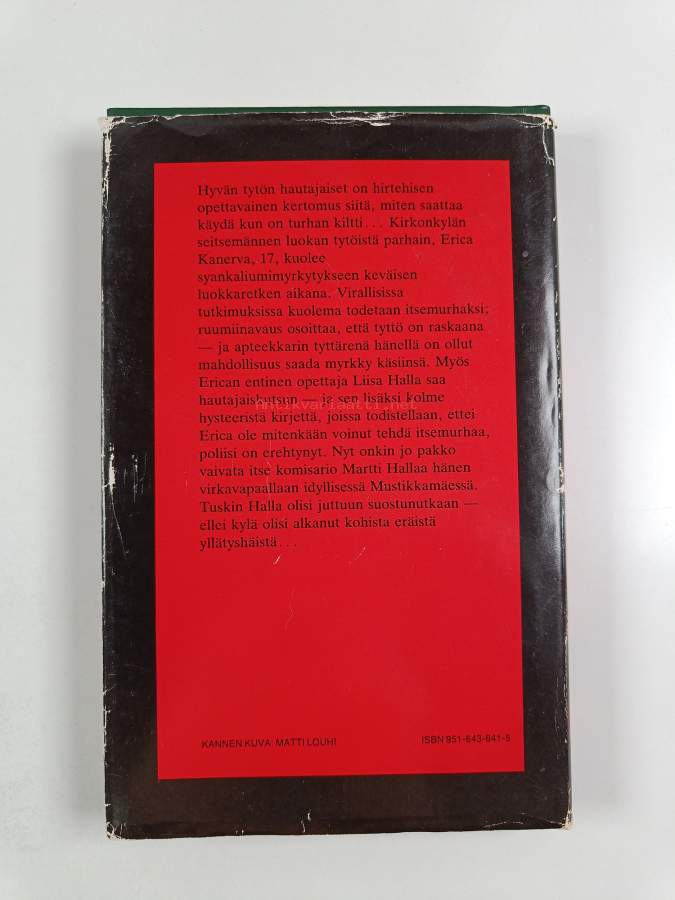 Hyvän tytön hautajaiset on hirtehisen
opettavainen kertomus siitä, miten saattaa
käydä kun on turhan kiltti... Kirkonkylän
seitsemännen luokan tytöistä parhain, Erica
Kanerva, 17, kuolee
syankaliumimyrkytykseen keväisen
luokkaretken aikana. Virallisissa
tutkimuksissa kuolema todetaan itsemurhaksi;
ruumiinavaus osoittaa, että tyttö on raskaana
— ja apteekkarin tyttärenä hänellä on ollut
mahdollisuus saada myrkky käsiinsä. Myös
Erican entinen opettaja Liisa Halla saa
hautajaiskutsun — ja sen lisäksi kolme
antikvariaatti.net
hysteeristä kirjettä, joissa todistellaan, ettei
Erica ole mitenkään voinut tehdä itsemurhaa,
poliisi on erehtynyt. Nyt onkin jo pakko
vaivata itse komisario Martti Hallaa hänen
virkavapaallaan idyllisessä Mustikkamäessä.
Tuskin Halla olisi juttuun suostunutkaan —
ellei kylä olisi alkanut kohista eräistä
yllätyshäistä...
KANNEN KUVA: MATTI LOUHI
ISBN 951-643-641-5